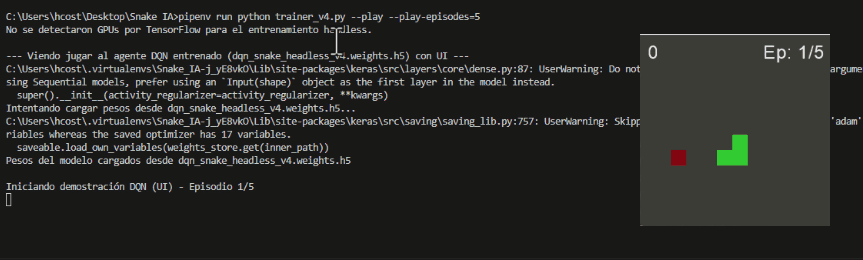 C:\Users\hcost\Desktop\Snake IA>pipenv run python trainer_v4.py --play --play-episodes=5
No se detectaron GPUs por TensorFlow para el entrenamiento headless.
--- Viendo jugar al agente DQN entrenado (dqn_snake_headless_v4.weights.h5) con UI ---
C:\Users\hcost\.virtualenvs\Snake_IA-j_yE8vkO\Lib\site-packages\keras\src\layers\core\dense.py:87: UserWarning: Do not argume
sing Sequential models, prefer using an `Input(shape)` object as the first layer in the model instead.
super().__init__(activity_regularizer=activity_regularizer, **kwargs)
Intentando cargar pesos desde dqn_snake_headless_v4.weights.h5...
C:\Users\hcost\.virtualenvs\Snake_IA-j_yE8vkO\Lib\site-packages\keras\src\saving\saving_lib.py:757: UserWarning: Skipp 'adam'
riables whereas the saved optimizer has 17 variables.
saveable.load_own_variables(weights_store.get(inner_path))
Pesos del modelo cargados desde dqn_snake_headless_v4.weights.h5
Iniciando demostración DQN (UI) - Episodio 1/5
0 Ep: 1/5